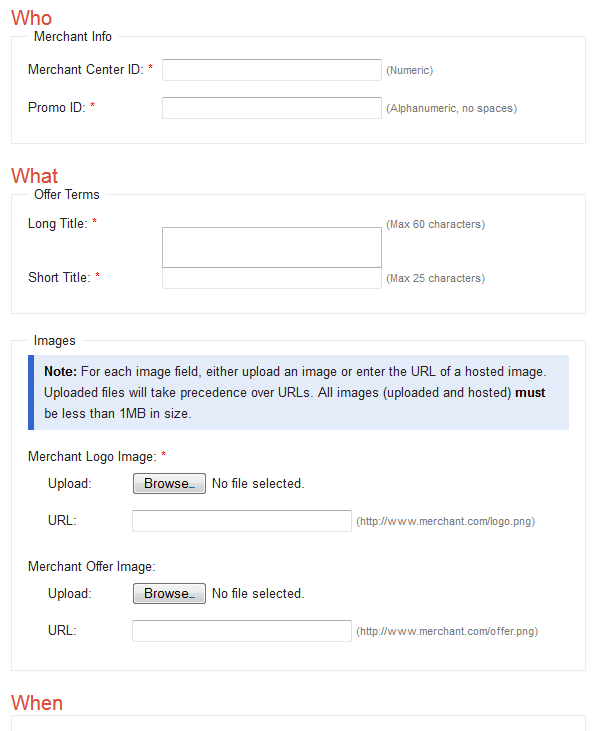 Who
Merchant Info
Merchant Center ID: * (Numeric)
Promo ID: * (Alphanumeric, no spaces)
What
Offer Terms
Long Title: * (Max 60 characters)
Short Title: * (Max 25 characters)
Images
Note: For each image field, either upload an image or enter the URL of a hosted image.
Uploaded files will take precedence over URLs. All images (uploaded and hosted) must
be less than 1MB in size.
Merchant Logo Image: *
Upload: Browse... No file selected.
URL: (http://www.merchant.com/logo.png)
Merchant Offer Image:
Upload: Browse... No file selected.
URL: (http://www.merchant.com/offer.png)
When